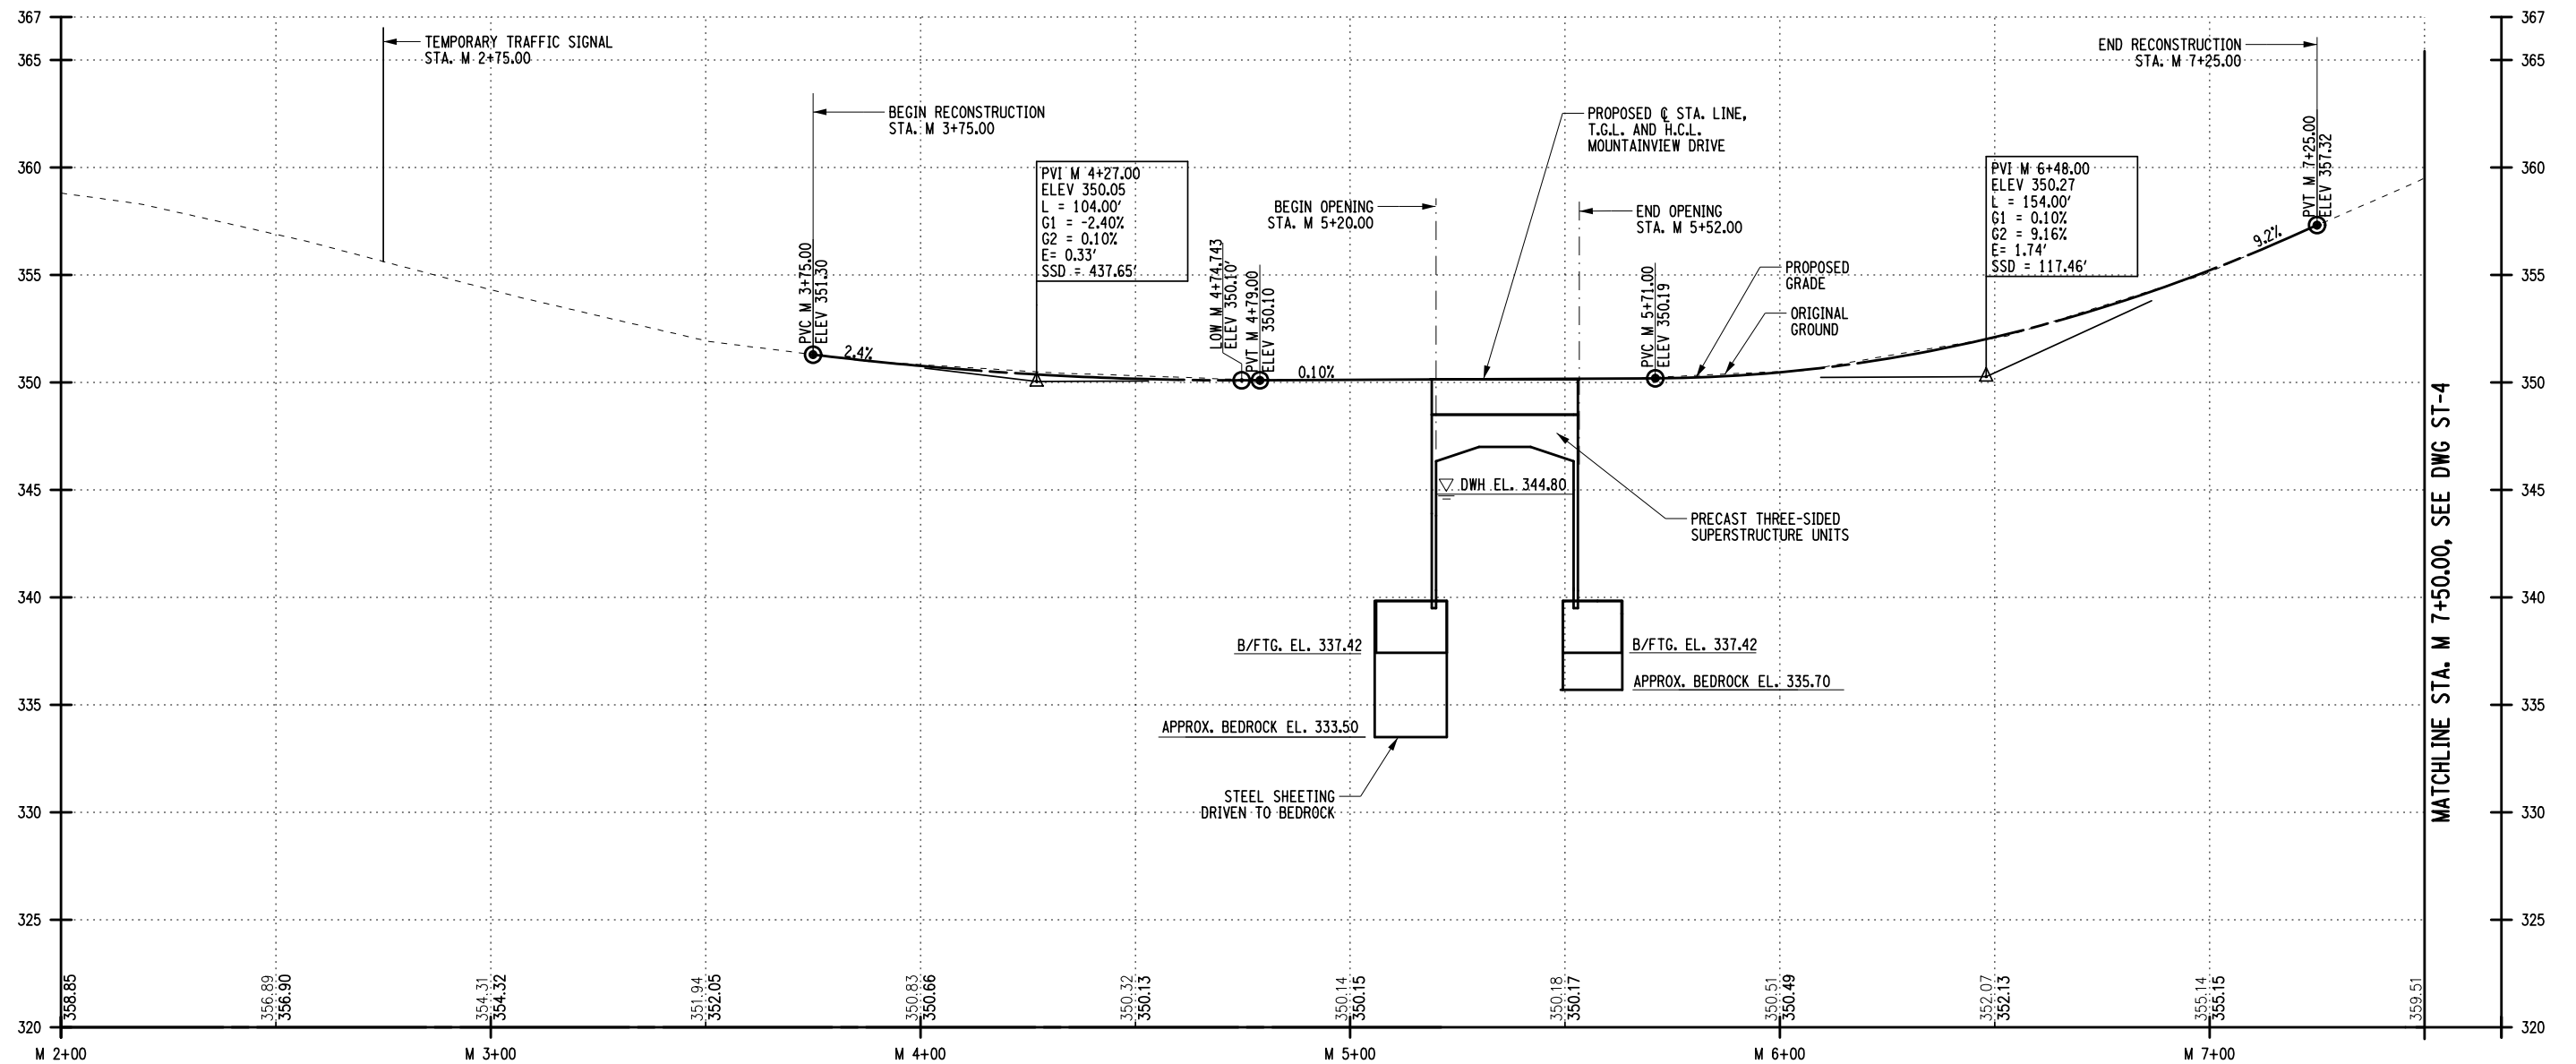 367
365
360
355
350
345
340
335
330
325
320
TEMPORARY TRAFFIC SIGNAL
STA. M 2+75.00
BEGIN RECONSTRUCTION
STA. M 3+75.00
PVC M 3+75.00
ELEV 351.30
2.4%
PVI M 4+27.00
ELEV 350.05
L = 104.00'
G1 = -2.40%
G2 = 0.10%
E= 0.33'
SSD = 437.65'
LOW M 4+74.743
ELEV 350.10'
PVT M 4+79.00
ELEV 350.10
0.10%
BEGIN OPENING
STA. M 5+20.00
END OPENING
STA. M 5+52.00
PROPOSED ℄ STA. LINE,
T.G.L. AND H.C.L.
MOUNTAINVIEW DRIVE
PVC M 5+71.00
ELEV 350.19
PROPOSED
GRADE
ORIGINAL
GROUND
PVI M 6+48.00
ELEV 350.27
L = 154.00'
G1 = 0.10%
G2 = 9.16%
E= 1.74'
SSD = 117.46'
9.2%
END RECONSTRUCTION
STA. M 7+25.00
PVT M 7+25.00
ELEV 357.32
DWH EL. 344.80
PRECAST THREE-SIDED
SUPERSTRUCTURE UNITS
B/FTG. EL. 337.42
B/FTG. EL. 337.42
APPROX. BEDROCK EL. 335.70
APPROX. BEDROCK EL. 333.50
STEEL SHEETING
DRIVEN TO BEDROCK
MATCHLINE STA. M 7+50.00, SEE DWG ST-4
367
365
360
355
350
345
340
335
330
325
320
358.85
356.89
356.90
354.31
354.32
351.94
352.05
350.83
350.66
350.32
350.13
350.14
350.15
350.18
350.17
350.51
350.49
352.07
352.13
355.14
355.15
359.51
M 2+00
M 3+00
M 4+00
M 5+00
M 6+00
M 7+00